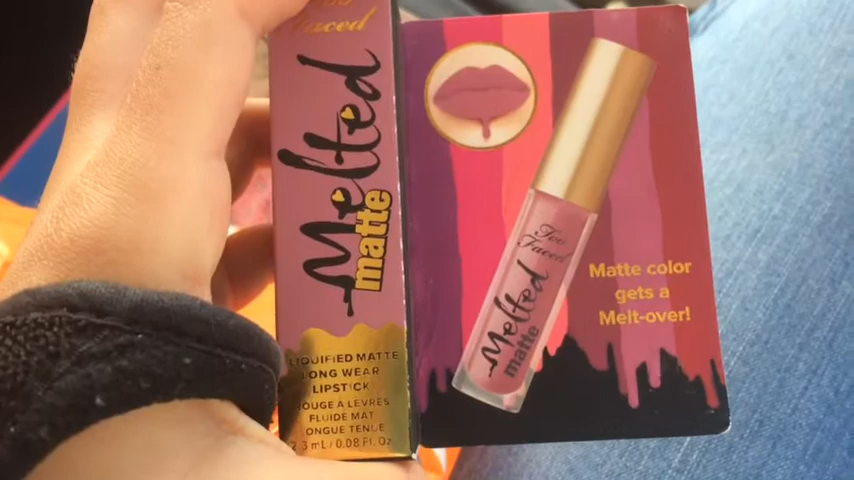 Too
Faced
Melted
matte
LIQUIFIED MATTE
LONG WEAR
LIPSTICK
ROUGE À LÈVRES
FLUIDE MAT
LONGUE TENUE
2.3 mL/0.08 Fl. Oz
Too
Faced
Melted
matte
Matte color
gets a
Melt-over!